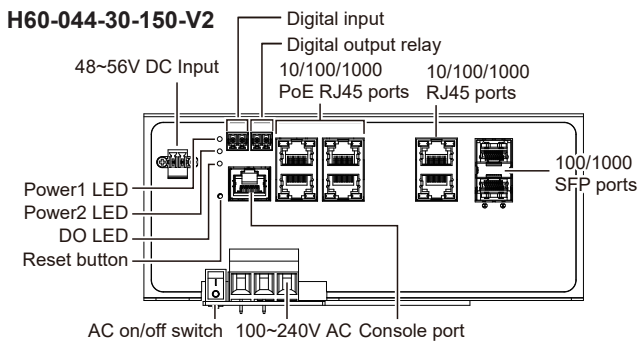 H60-044-30-150-V2
Digital input
Digital output relay
48~56V DC Input
10/100/1000
PoE RJ45 ports
10/100/1000
RJ45 ports
100/1000
SFP ports
Power1 LED
Power2 LED
DO LED
Reset button
AC on/off switch
100~240V AC
Console port